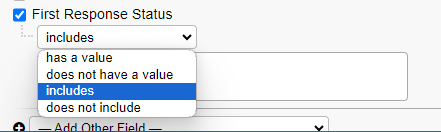 First Response Status
includes
has a value
does not have a value
includes
does not include
— Add Other Field —